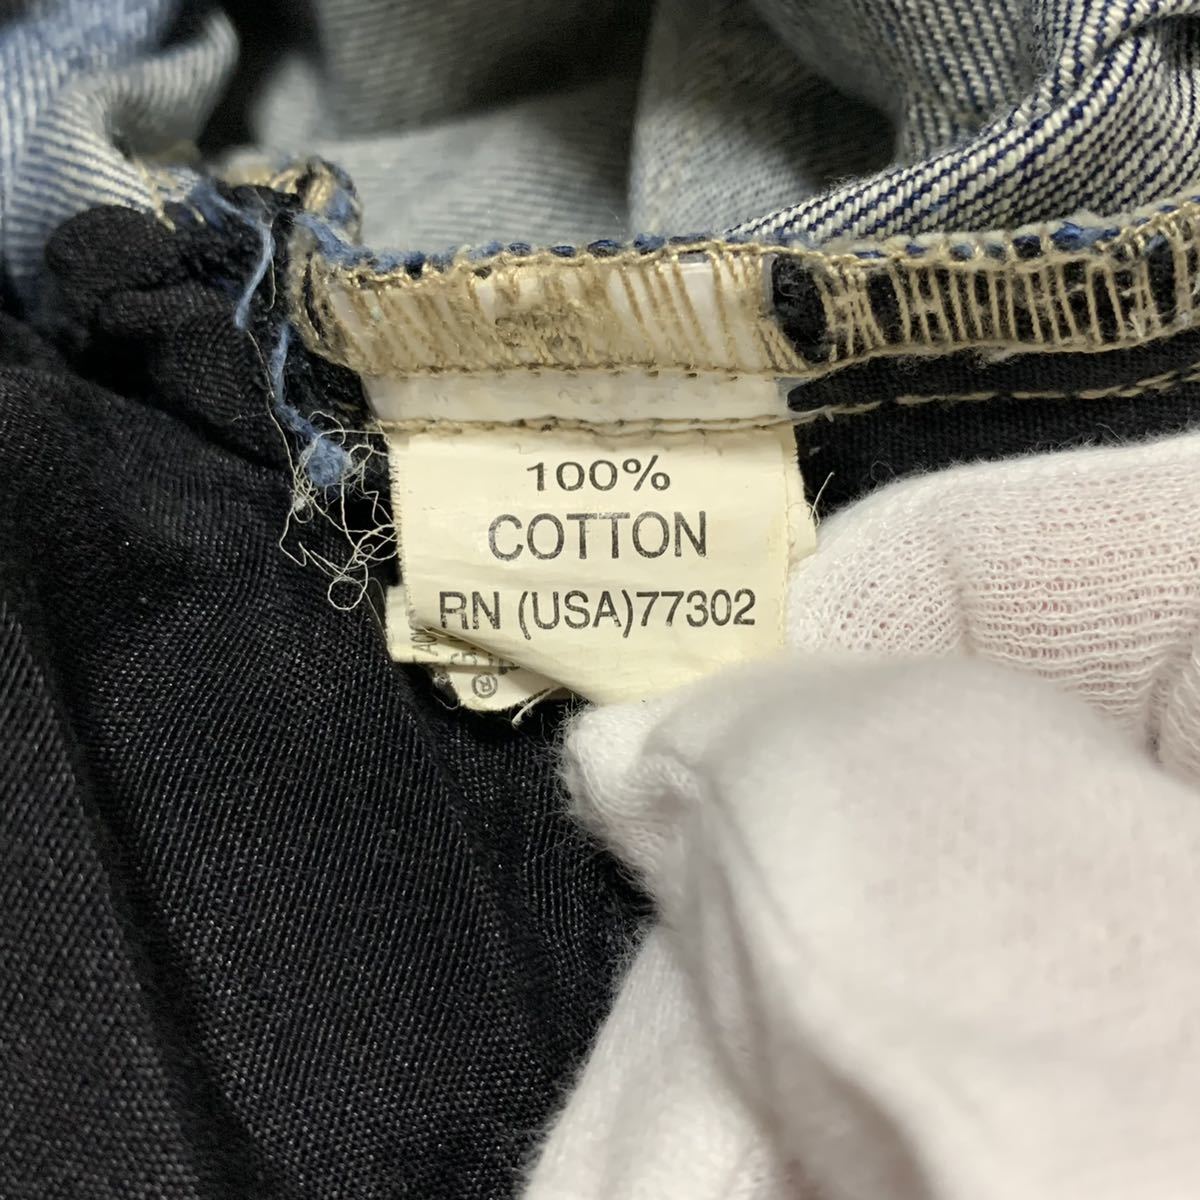 100%
COTTON
RN (USA)77302
®